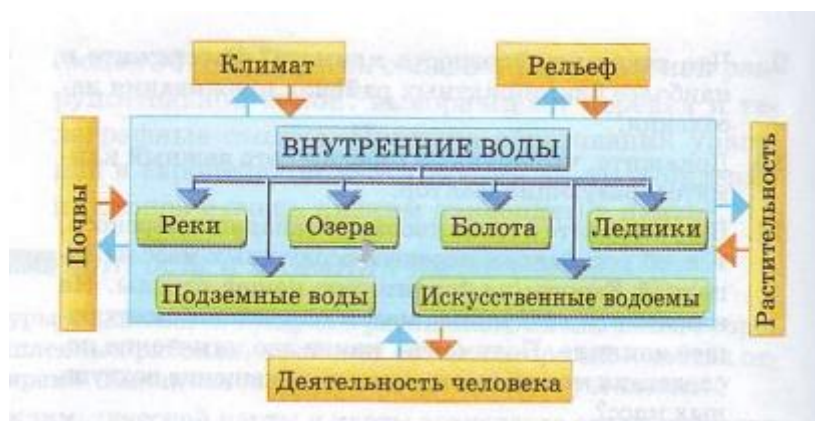 Климат
Рельеф
ВНУТРЕННИЕ ВОДЫ
Почвы
Реки
Озера
Болота
Ледники
Растительность
Подземные воды
Искусственные водоемы
Деятельность человека